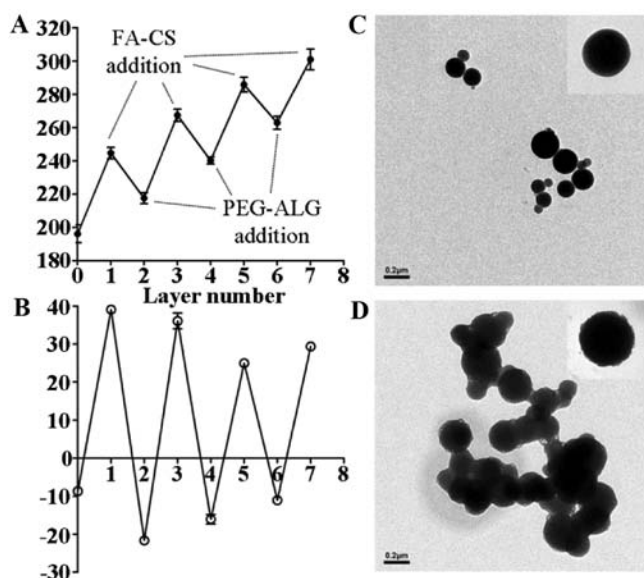 A
320
300
280
260
240
220
200
180
FA-CS
addition
PEG-ALG
addition
0 1 2 3 4 5 6 7 8
Layer number
B
40
30
20
10
0
-10
-20
-30
1 2 3 4 5 6 7 8
C
0.2μm
D
0.2μm